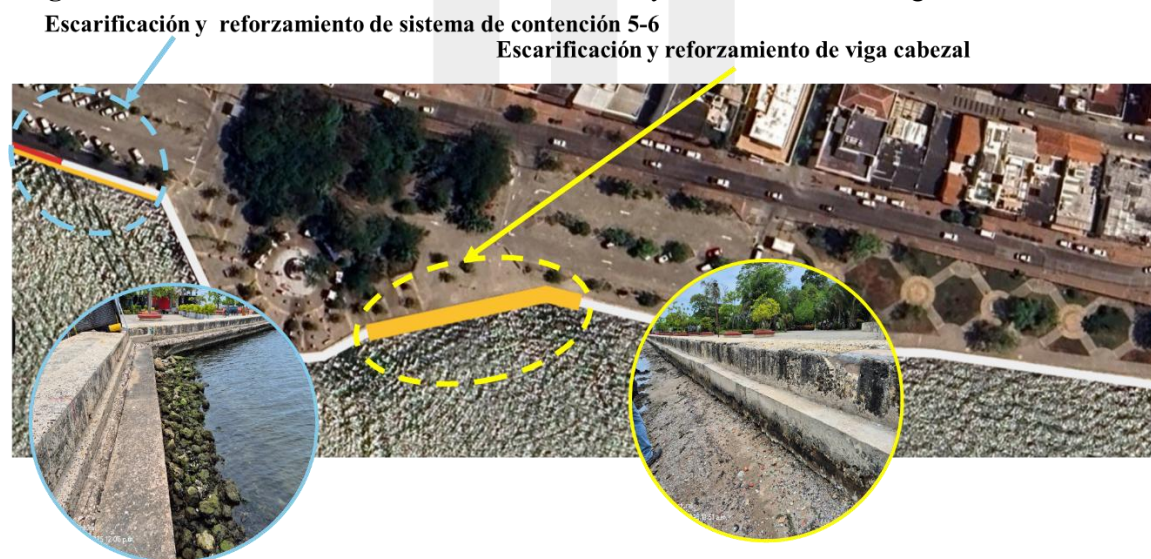 Escarificación y  reforzamiento de sistema de contención 5-6
Escarificación y reforzamiento de viga cabezal